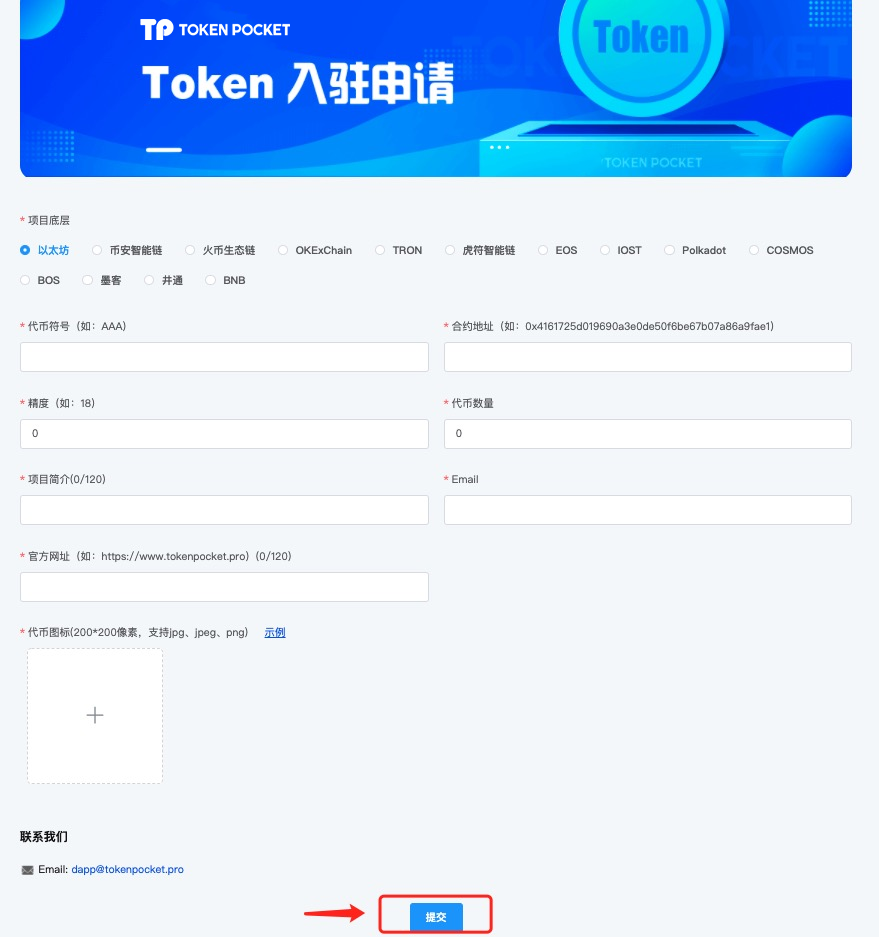 TP TOKEN POCKET
Token 入驻申请
Token
TOKEN POCKET
TOKEN POCKET
* 项目底层
以太坊 币安智能链 火币生态链 OKExChain TRON 虎符智能链 EOS IOST Polkadot COSMOS
BOS 墨客 井通 BNB
* 代币符号（如：AAA）
* 合约地址（如：0x4161725d019690a3e0de50f6be67b07a86a9fae1）
* 精度（如：18）
* 代币数量
0
0
* 项目简介(0/120)
* Email
* 官方网址（如：https://www.tokenpocket.pro）(0/120)
* 代币图标(200*200像素，支持jpg、jpeg、png) 示例
联系我们
Email: dapp@tokenpocket.pro
提交